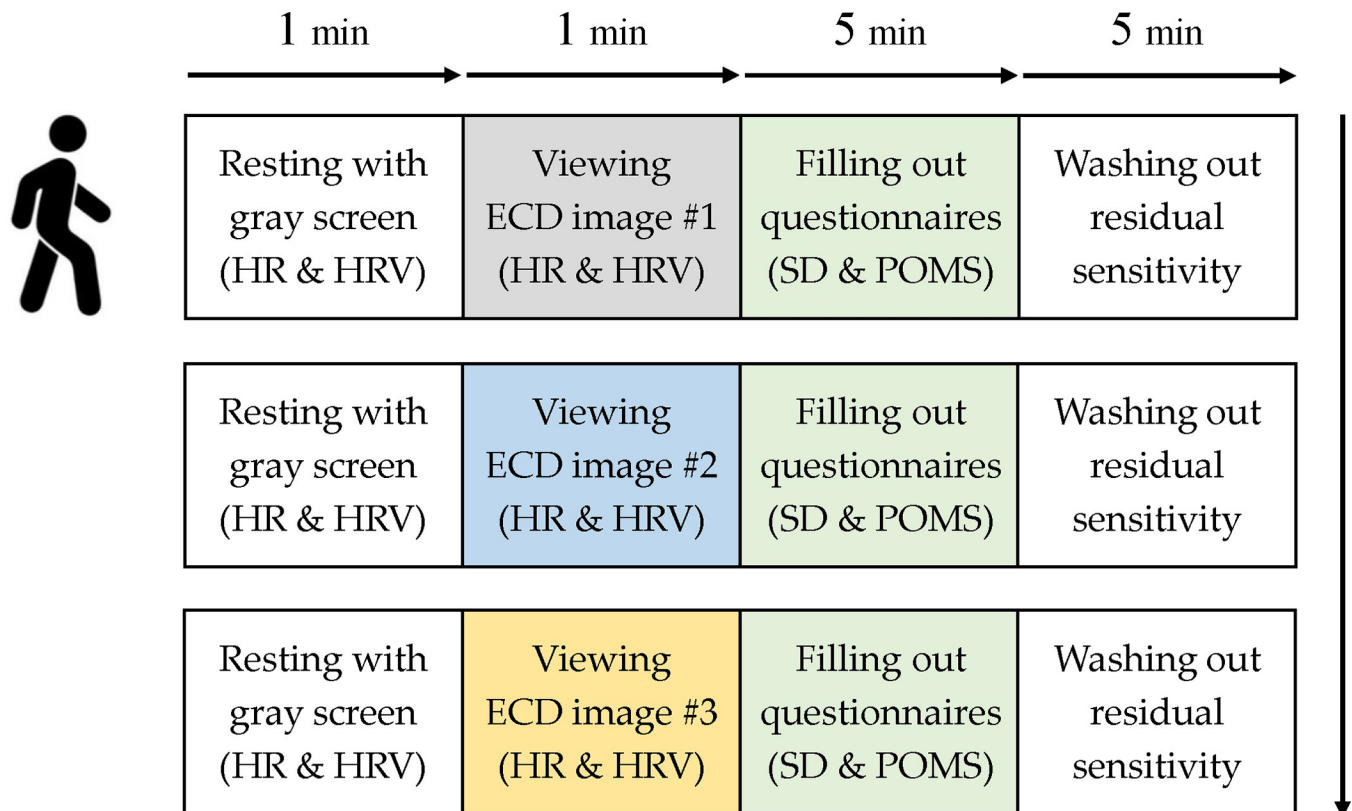 1 min 1 min 5 min 5 min
Resting with
gray screen
(HR & HRV)
Viewing
ECD image #1
(HR & HRV)
Filling out
questionnaires
(SD & POMS)
Washing out
residual
sensitivity
Resting with
gray screen
(HR & HRV)
Viewing
ECD image #2
(HR & HRV)
Filling out
questionnaires
(SD & POMS)
Washing out
residual
sensitivity
Resting with
gray screen
(HR & HRV)
Viewing
ECD image #3
(HR & HRV)
Filling out
questionnaires
(SD & POMS)
Washing out
residual
sensitivity